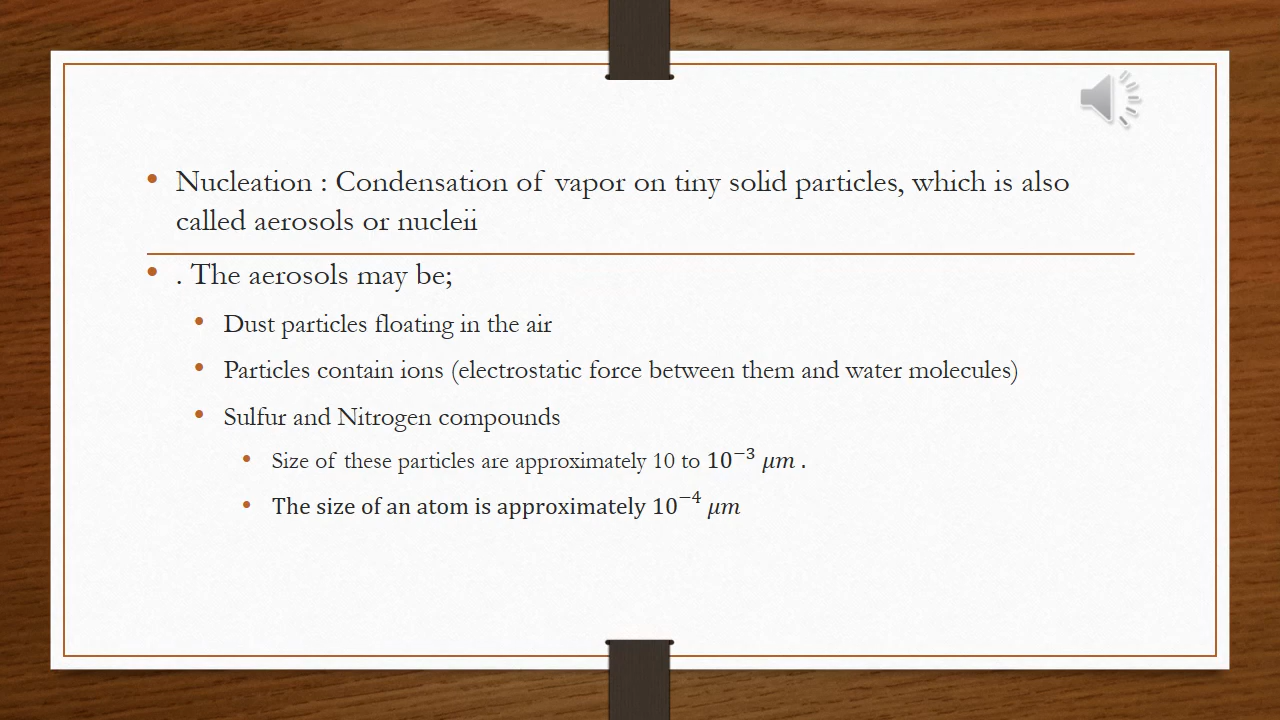 • Nucleation : Condensation of vapor on tiny solid particles, which is also
called aerosols or nucleii
• . The aerosols may be;
• Dust particles floating in the air
• Particles contain ions (electrostatic force between them and water molecules)
• Sulfur and Nitrogen compounds
• Size of these particles are approximately 10 to 10⁻³ 𝜇𝑚 .
• The size of an atom is approximately 10⁻⁴ 𝜇𝑚